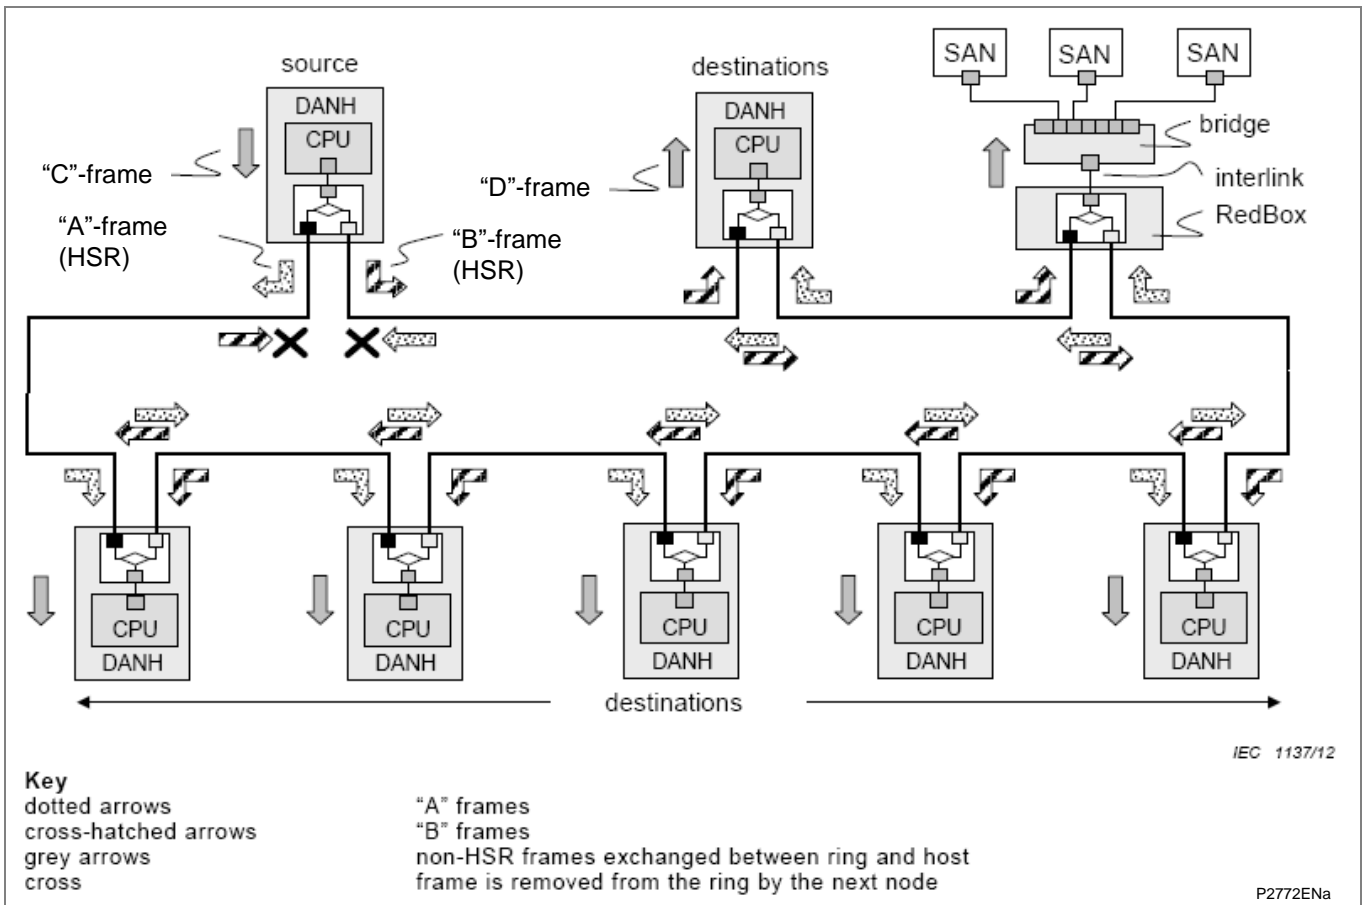 source
destinations
SAN
SAN
SAN
DANH
CPU
DANH
CPU
bridge
interlink
RedBox
"C"-frame
"D"-frame
"A"-frame
(HSR)
"B"-frame
(HSR)
CPU
DANH
CPU
DANH
CPU
DANH
CPU
DANH
CPU
DANH
destinations
IEC 1137/12
Key
dotted arrows "A" frames
cross-hatched arrows "B" frames
grey arrows non-HSR frames exchanged between ring and host
cross frame is removed from the ring by the next node
P2772ENa